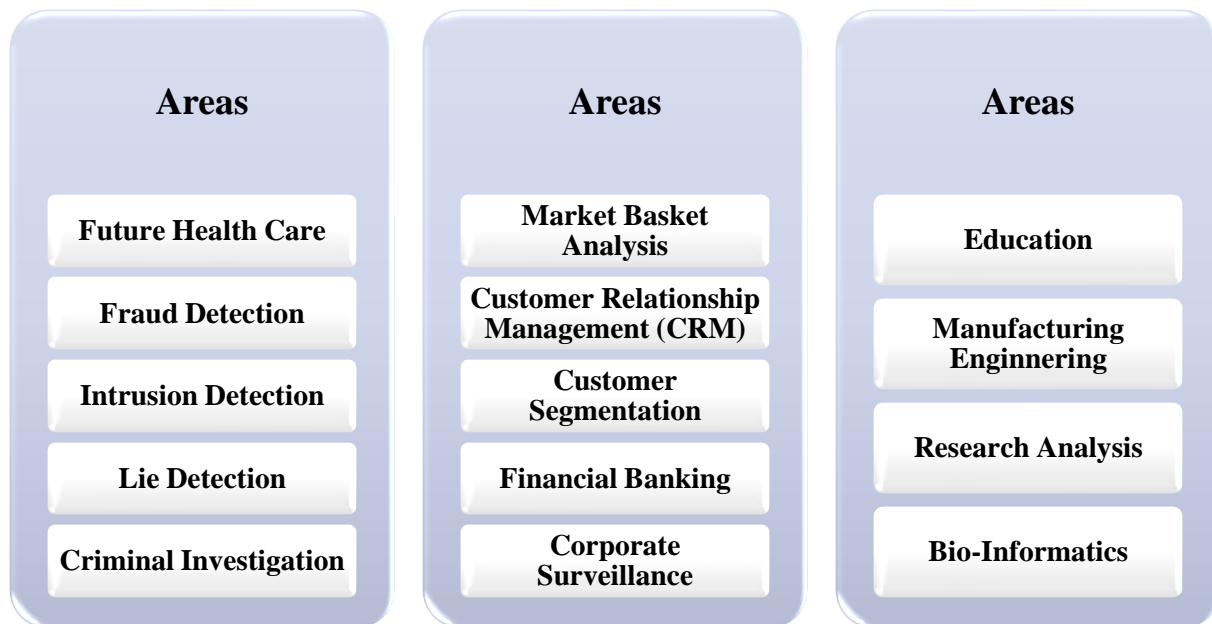 Areas
Future Health Care
Fraud Detection
Intrusion Detection
Lie Detection
Criminal Investigation
Areas
Market Basket
Analysis
Customer Relationship
Management (CRM)
Customer
Segmentation
Financial Banking
Corporate
Surveillance
Areas
Education
Manufacturing
Enginnering
Research Analysis
Bio-Informatics